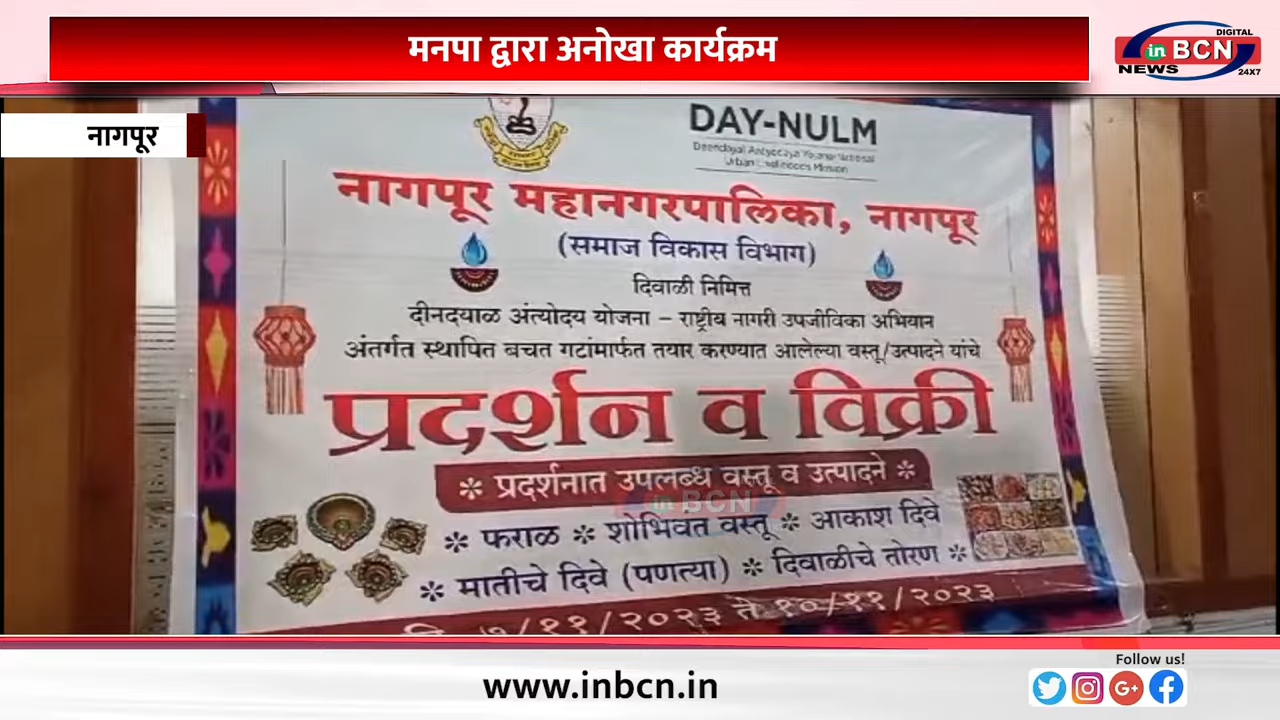 मनपा द्वारा अनोखा कार्यक्रम
DIGITAL
in BCN
NEWS 24X7
नागपूर
DAY-NULM
Deendayal Antyodaya Yojana-National
Urban Livelihoods Mission
नागपूर महानगरपालिका, नागपूर
(समाज विकास विभाग)
दिवाळी निमित्त
दीनदयाळ अंत्योदय योजना – राष्ट्रीय नागरी उपजीविका अभियान
अंतर्गत स्थापित बचत गटांमार्फत तयार करण्यात आलेल्या वस्तू/उत्पादने यांचे
प्रदर्शन व विक्री
* प्रदर्शनात उपलब्ध वस्तू व उत्पादने *
in BCN
* फराळ * शोभिवंत वस्तू * आकाश दिवे
* मातीचे दिवे (पणत्या) * दिवाळीचे तोरण *
७/११/२०२३ ते १०/११/२०२३
Follow us!
www.inbcn.in